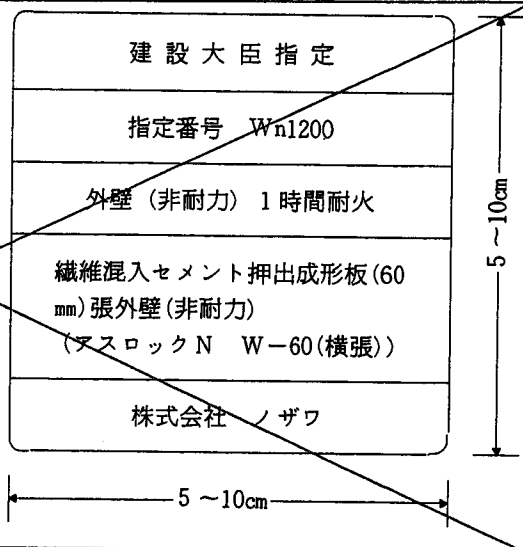 建設大臣指定
指定番号 Wn1200
外壁(非耐力) 1時間耐火
繊維混入セメント押出成形板(60
mm)張外壁(非耐力)
(アスロックN W-60(横張))
株式会社 ノザワ
5~10cm
5~10cm